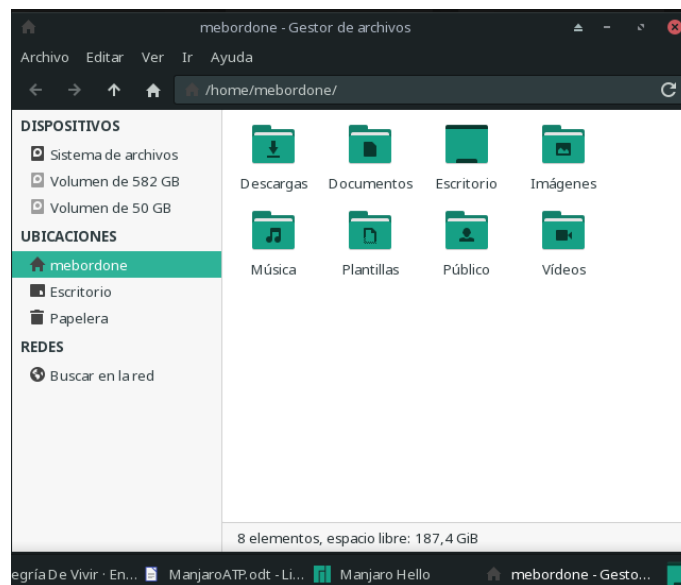 mebordone - Gestor de archivos
Archivo Editar Ver Ir Ayuda
/home/mebordone/
DISPOSITIVOS
Sistema de archivos
Volumen de 582 GB
Volumen de 50 GB
UBICACIONES
mebordone
Escritorio
Papelera
REDES
Buscar en la red
Descargas Documentos Escritorio Imágenes
Música Plantillas Público Vídeos
8 elementos, espacio libre: 187,4 GiB
egría De Vivir · En... ManjaroATP.odt - Li... Manjaro Hello mebordone - Gesto...